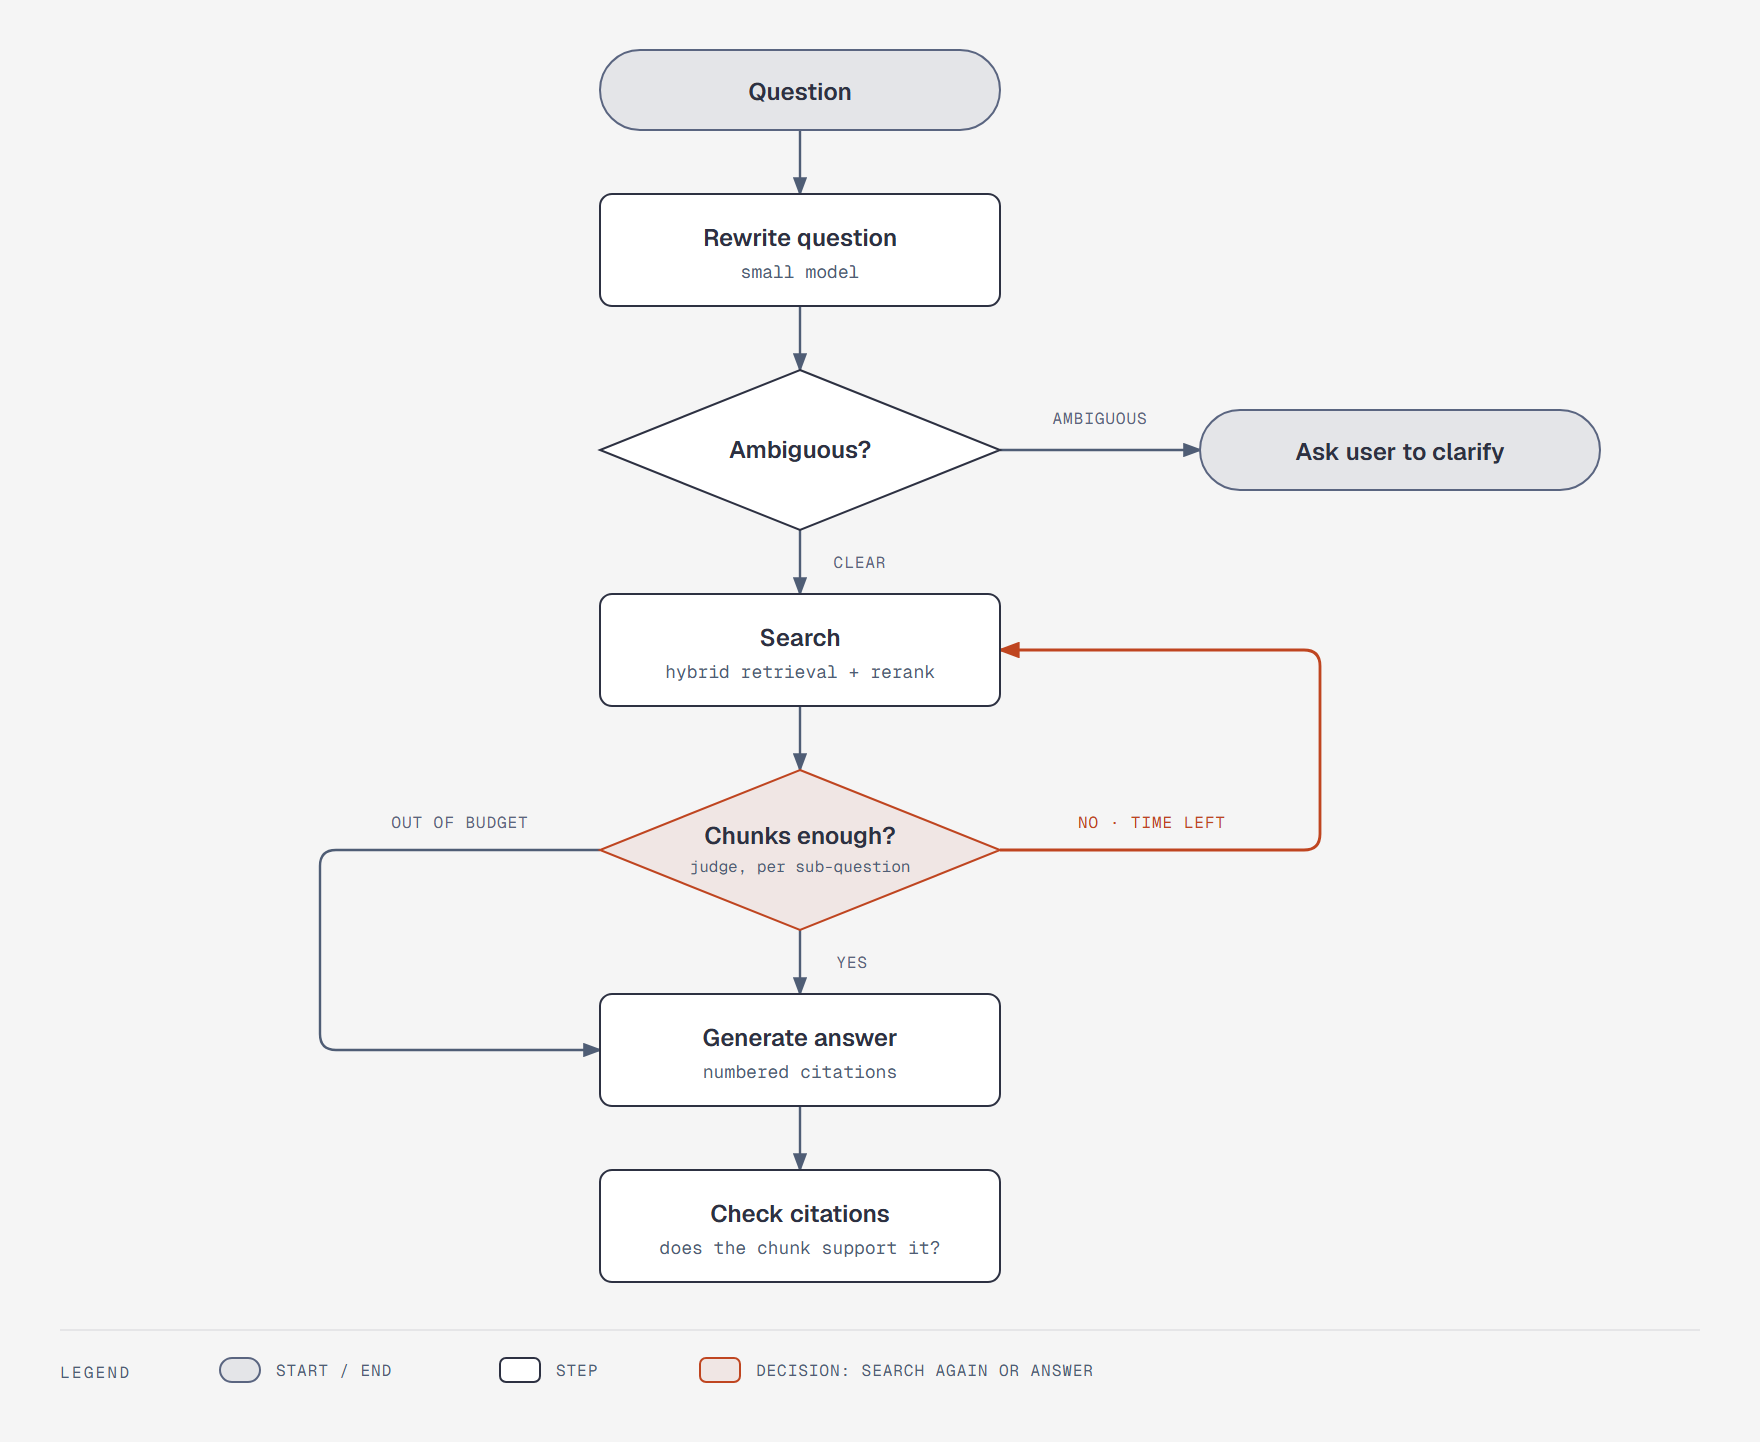 Question
Rewrite question
small model
Ambiguous?
AMBIGUOUS
Ask user to clarify
CLEAR
Search
hybrid retrieval + rerank
OUT OF BUDGET
Chunks enough?
judge, per sub-question
NO · TIME LEFT
YES
Generate answer
numbered citations
Check citations
does the chunk support it?
LEGEND
START / END
STEP
DECISION: SEARCH AGAIN OR ANSWER